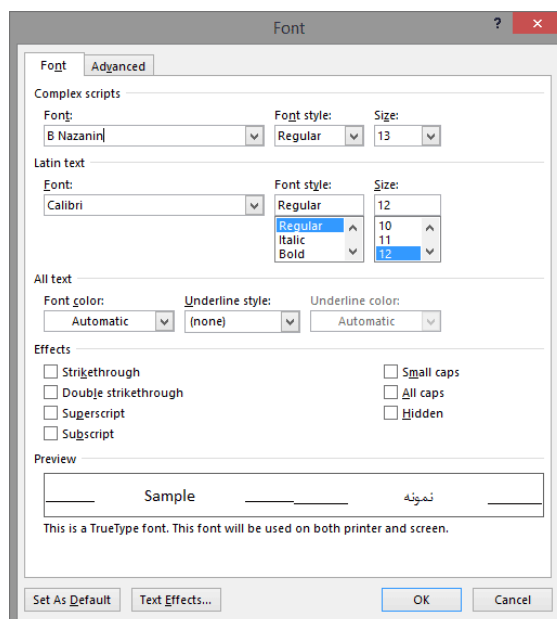 Font ? ×
Font Advanced
Complex scripts
Font: Font style: Size:
B Nazanin Regular 13
Latin text
Font: Font style: Size:
Calibri Regular 12
Regular 10
Italic 11
Bold 12
All text
Font color: Underline style: Underline color:
Automatic (none) Automatic
Effects
Strikethrough Small caps
Double strikethrough All caps
Superscript Hidden
Subscript
Preview
Sample نمونه
This is a TrueType font. This font will be used on both printer and screen.
Set As Default Text Effects... OK Cancel